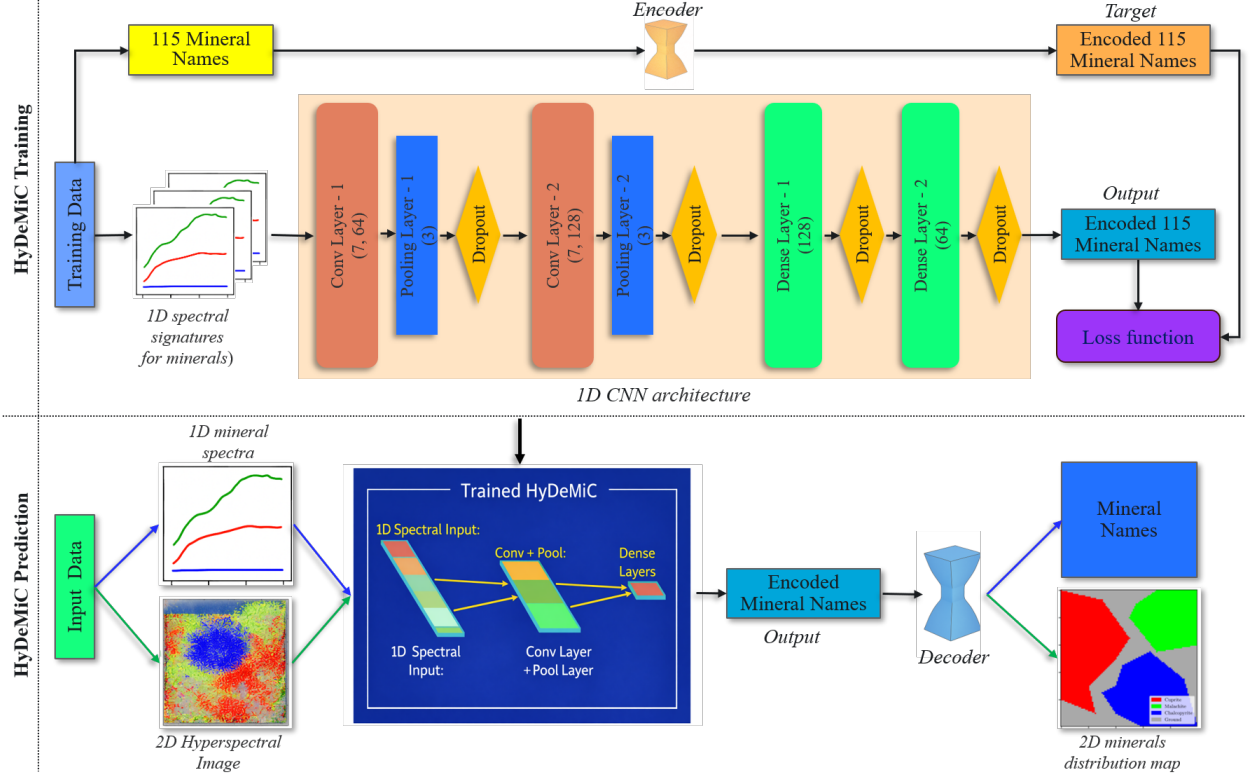 Encoder
Target
115 Mineral
Names
Encoded 115
Mineral Names
HyDeMiC Training
Training Data
1D spectral
signatures
for minerals)
Conv Layer - 1
(7, 64)
Pooling Layer - 1
(3)
Dropout
Conv Layer - 2
(7, 128)
Pooling Layer - 2
(3)
Dropout
Dense Layer - 1
(128)
Dropout
Dense Layer - 2
(64)
Dropout
Output
Encoded 115
Mineral Names
Loss function
1D CNN architecture
HyDeMiC Prediction
Input Data
1D mineral
spectra
2D Hyperspectral
Image
Trained HyDeMiC
1D Spectral Input:
Conv + Pool:
Dense
Layers
1D Spectral
Input:
Conv Layer
+ Pool Layer
Encoded
Mineral Names
Output
Decoder
Mineral
Names
Cuprite
Malachite
Chalcopyrite
Ground
2D minerals
distribution map